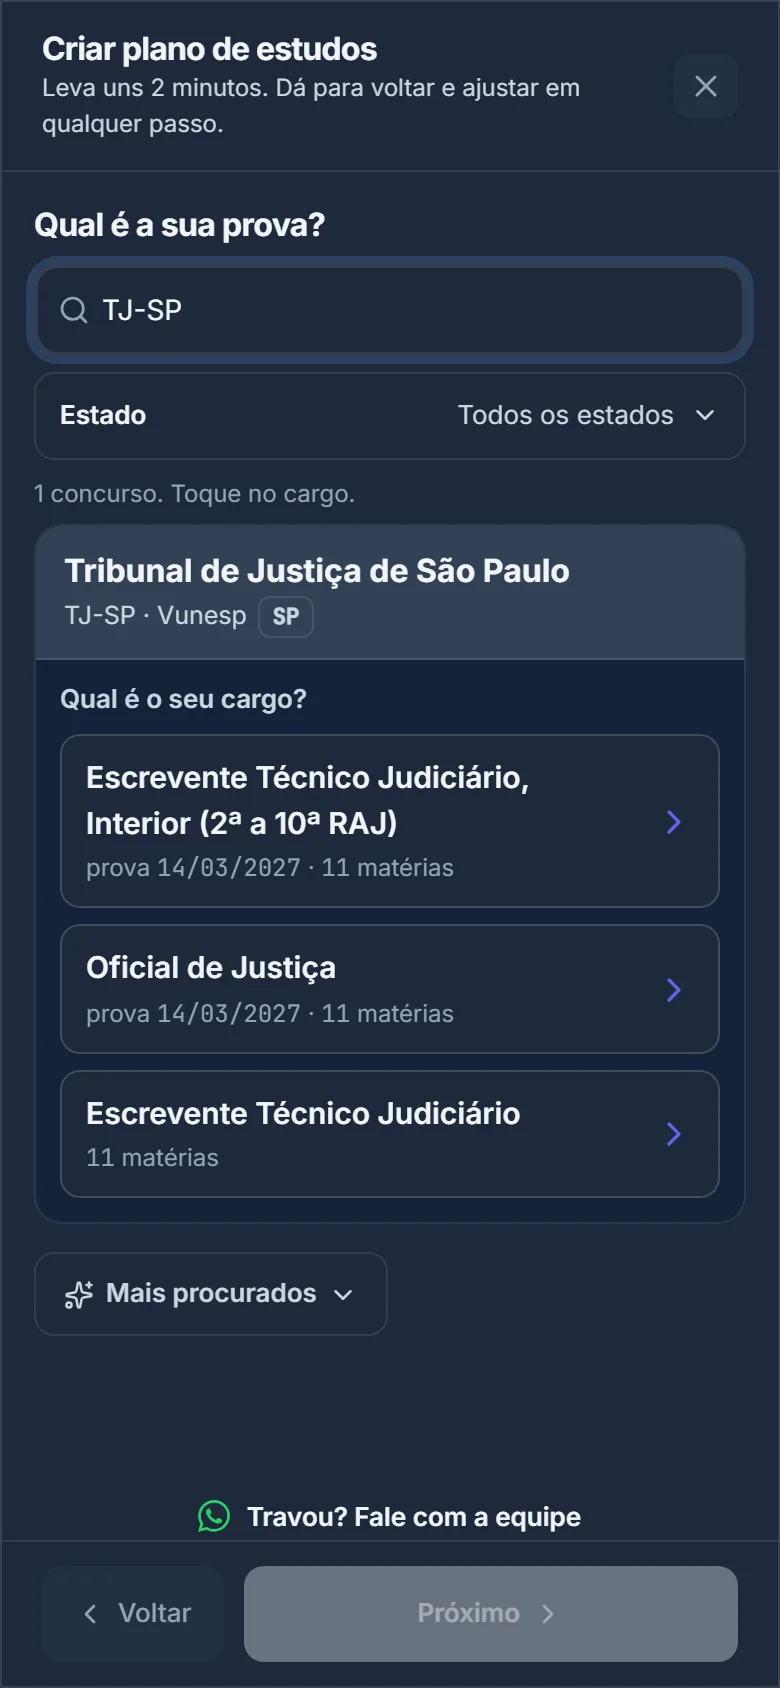 Criar plano de estudos
Leva uns 2 minutos. Dá para voltar e ajustar em
qualquer passo.
Qual é a sua prova?
TJ-SP
Estado
Todos os estados
1 concurso. Toque no cargo.
Tribunal de Justiça de São Paulo
TJ-SP · Vunesp SP
Qual é o seu cargo?
Escrevente Técnico Judiciário,
Interior (2ª a 10ª RAJ)
prova 14/03/2027 · 11 matérias
Oficial de Justiça
prova 14/03/2027 · 11 matérias
Escrevente Técnico Judiciário
11 matérias
Mais procurados
Travou? Fale com a equipe
Voltar
Próximo